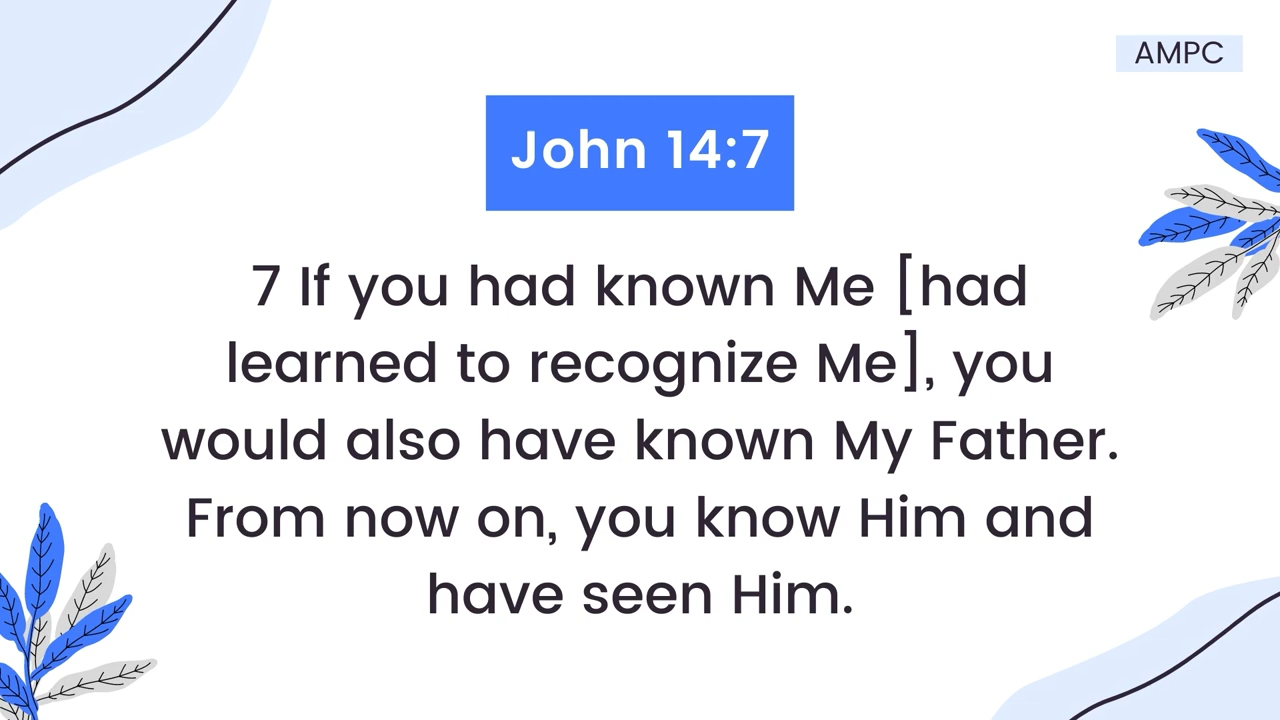 AMPC
John 14:7
7 If you had known Me [had
learned to recognize Me], you
would also have known My Father.
From now on, you know Him and
have seen Him.